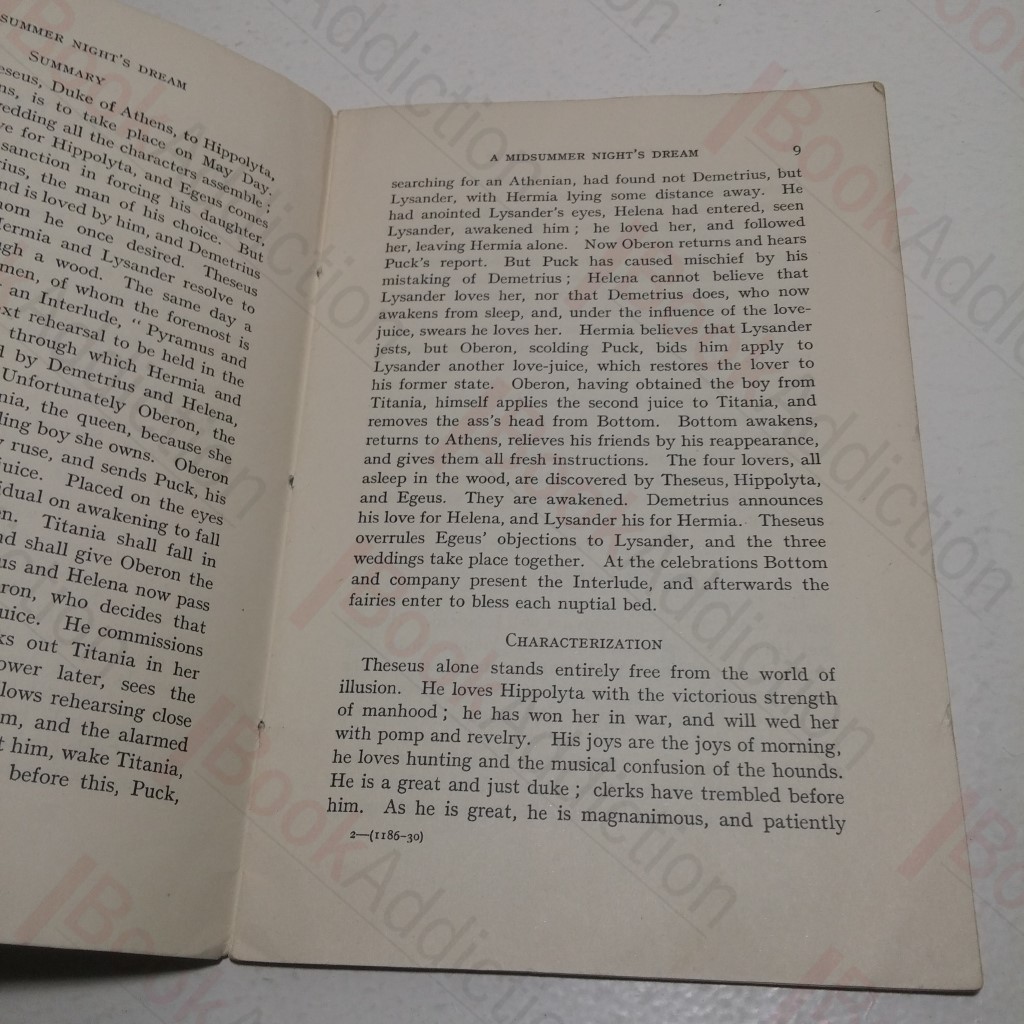 SUMMER NIGHT'S DREAM
SUMMARY
eseus, Duke of Athens, to Hippolyta,
ns, is to take place on May Day.
edding all the characters assemble ;
ve for Hippolyta, and Egeus comes
sanction in forcing his daughter,
rius, the man of his choice. But
nd is loved by him, and Demetrius
hom he once desired. Theseus
Hermia and Lysander resolve to
ugh a wood. The same day a
men, of whom the foremost is
an Interlude, " Pyramus and
ext rehearsal to be held in the
through which Hermia and
d by Demetrius and Helena,
Unfortunately Oberon, the
nia, the queen, because she
ling boy she owns. Oberon
y ruse, and sends Puck, his
juice. Placed on the eyes
idual on awakening to fall
en. Titania shall fall in
nd shall give Oberon the
us and Helena now pass
ron, who decides that
uice. He commissions
ks out Titania in her
ower later, sees the
llows rehearsing close
m, and the alarmed
t him, wake Titania,
before this, Puck,
A MIDSUMMER NIGHT'S DREAM 9
searching for an Athenian, had found not Demetrius, but
Lysander, with Hermia lying some distance away. He
had anointed Lysander's eyes, Helena had entered, seen
Lysander, awakened him ; he loved her, and followed
her, leaving Hermia alone. Now Oberon returns and hears
Puck's report. But Puck has caused mischief by his
mistaking of Demetrius ; Helena cannot believe that
Lysander loves her, nor that Demetrius does, who now
awakens from sleep, and, under the influence of the love-
juice, swears he loves her. Hermia believes that Lysander
jests, but Oberon, scolding Puck, bids him apply to
Lysander another love-juice, which restores the lover to
his former state. Oberon, having obtained the boy from
Titania, himself applies the second juice to Titania, and
removes the ass's head from Bottom. Bottom awakens,
returns to Athens, relieves his friends by his reappearance,
and gives them all fresh instructions. The four lovers, all
asleep in the wood, are discovered by Theseus, Hippolyta,
and Egeus. They are awakened. Demetrius announces
his love for Helena, and Lysander his for Hermia. Theseus
overrules Egeus' objections to Lysander, and the three
weddings take place together. At the celebrations Bottom
and company present the Interlude, and afterwards the
fairies enter to bless each nuptial bed.
CHARACTERIZATION
Theseus alone stands entirely free from the world of
illusion. He loves Hippolyta with the victorious strength
of manhood ; he has won her in war, and will wed her
with pomp and revelry. His joys are the joys of morning,
he loves hunting and the musical confusion of the hounds.
He is a great and just duke ; clerks have trembled before
him. As he is great, he is magnanimous, and patiently
2—(1186-30)
BookAddiction